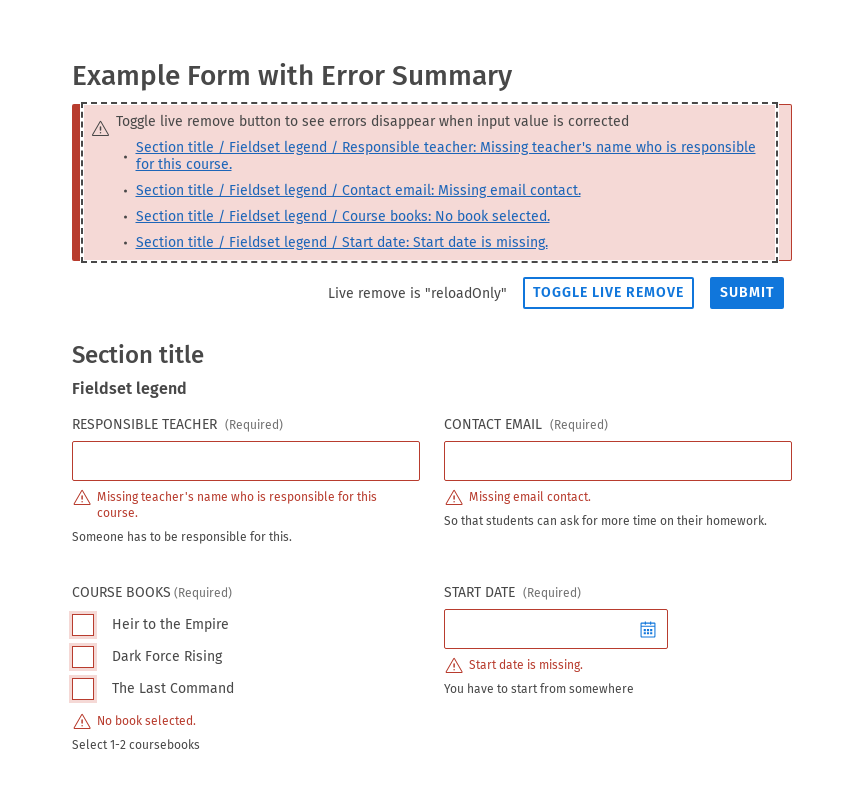 Example Form with Error Summary
Toggle live remove button to see errors disappear when input value is corrected
Section title / Fieldset legend / Responsible teacher: Missing teacher's name who is responsible
for this course.
Section title / Fieldset legend / Contact email: Missing email contact.
Section title / Fieldset legend / Course books: No book selected.
Section title / Fieldset legend / Start date: Start date is missing.
Live remove is "reloadOnly"
TOGGLE LIVE REMOVE
SUBMIT
Section title
Fieldset legend
RESPONSIBLE TEACHER (Required)
Missing teacher's name who is responsible for this
course.
Someone has to be responsible for this.
CONTACT EMAIL (Required)
Missing email contact.
So that students can ask for more time on their homework.
COURSE BOOKS (Required)
Heir to the Empire
Dark Force Rising
The Last Command
No book selected.
Select 1-2 coursebooks
START DATE (Required)
Start date is missing.
You have to start from somewhere